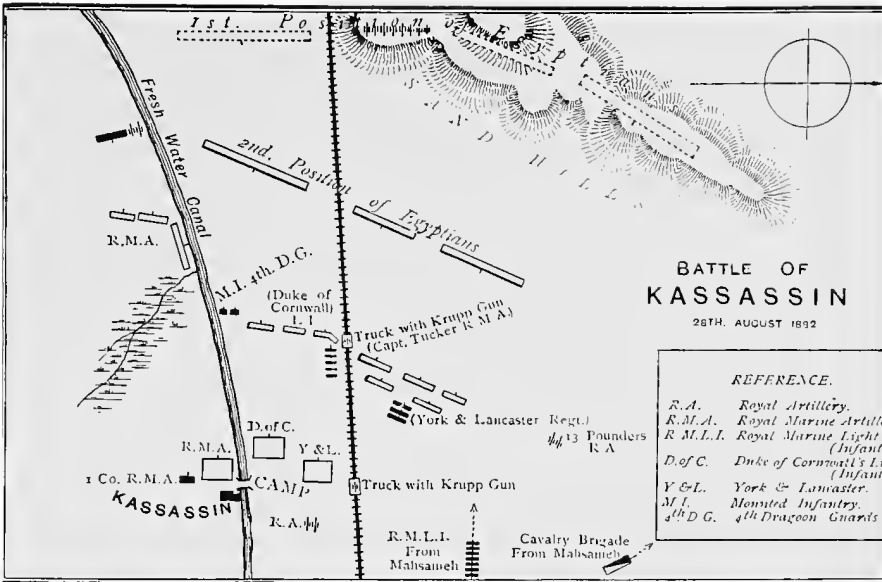 1st. Position of Egyptians
SAND HILLS
Fresh Water Canal
2nd. Position of Egyptians
R.M.A.
M.I. 4th. D.G.
(Duke of
Cornwall)
L.I.
Truck with Krupp Gun
(Capt. Tucker R.M.A.)
BATTLE OF
KASSASSIN
28TH. AUGUST 1882
(York & Lancaster Regt.)
13 Pounders
R A
D.of C.
R.M.A.
Y & L.
1 Co. R.M.A.
CAMP
KASSASSIN
Truck with Krupp Gun
R.A.
R.M.L.I.
From
Mahsameh
Cavalry Brigade
From Mahsameh
REFERENCE.
R.A. Royal Artillery.
R.M.A. Royal Marine Artille
R M.L.I. Royal Marine Light
(Infant
D.of C. Duke of Cornwall's L
(Infant
Y & L. York & Lancaster.
M.I. Mounted Infantry.
4th D G. 4th Dragoon Guards